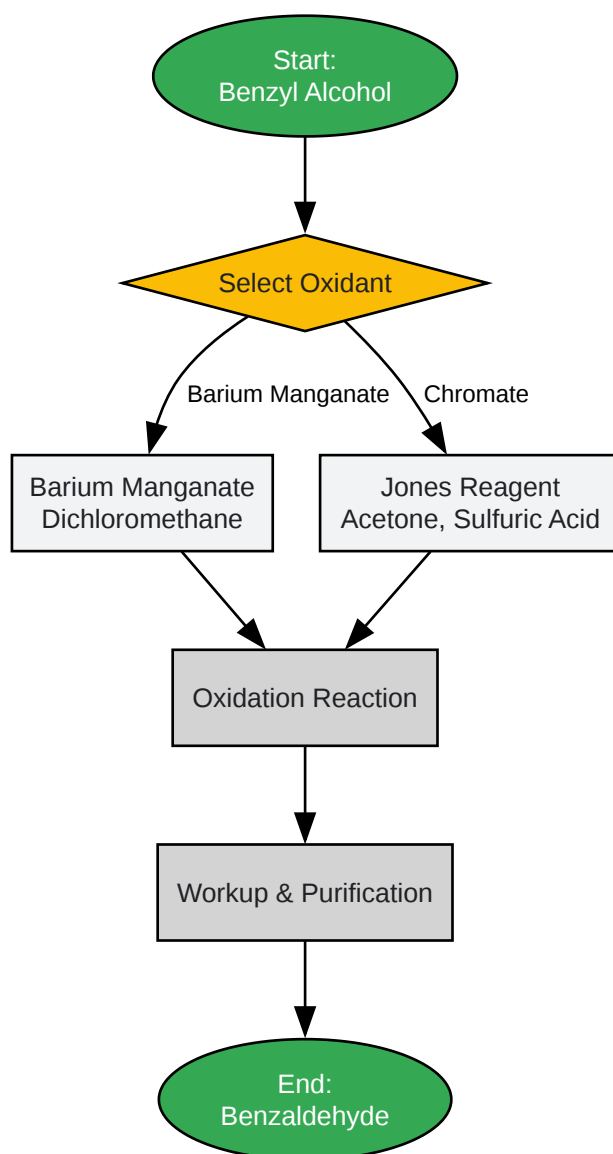 Start:
Benzyl Alcohol
Select Oxidant
Barium Manganate
Chromate
Barium Manganate
Dichloromethane
Jones Reagent
Acetone, Sulfuric Acid
Oxidation Reaction
Workup & Purification
End:
Benzaldehyde